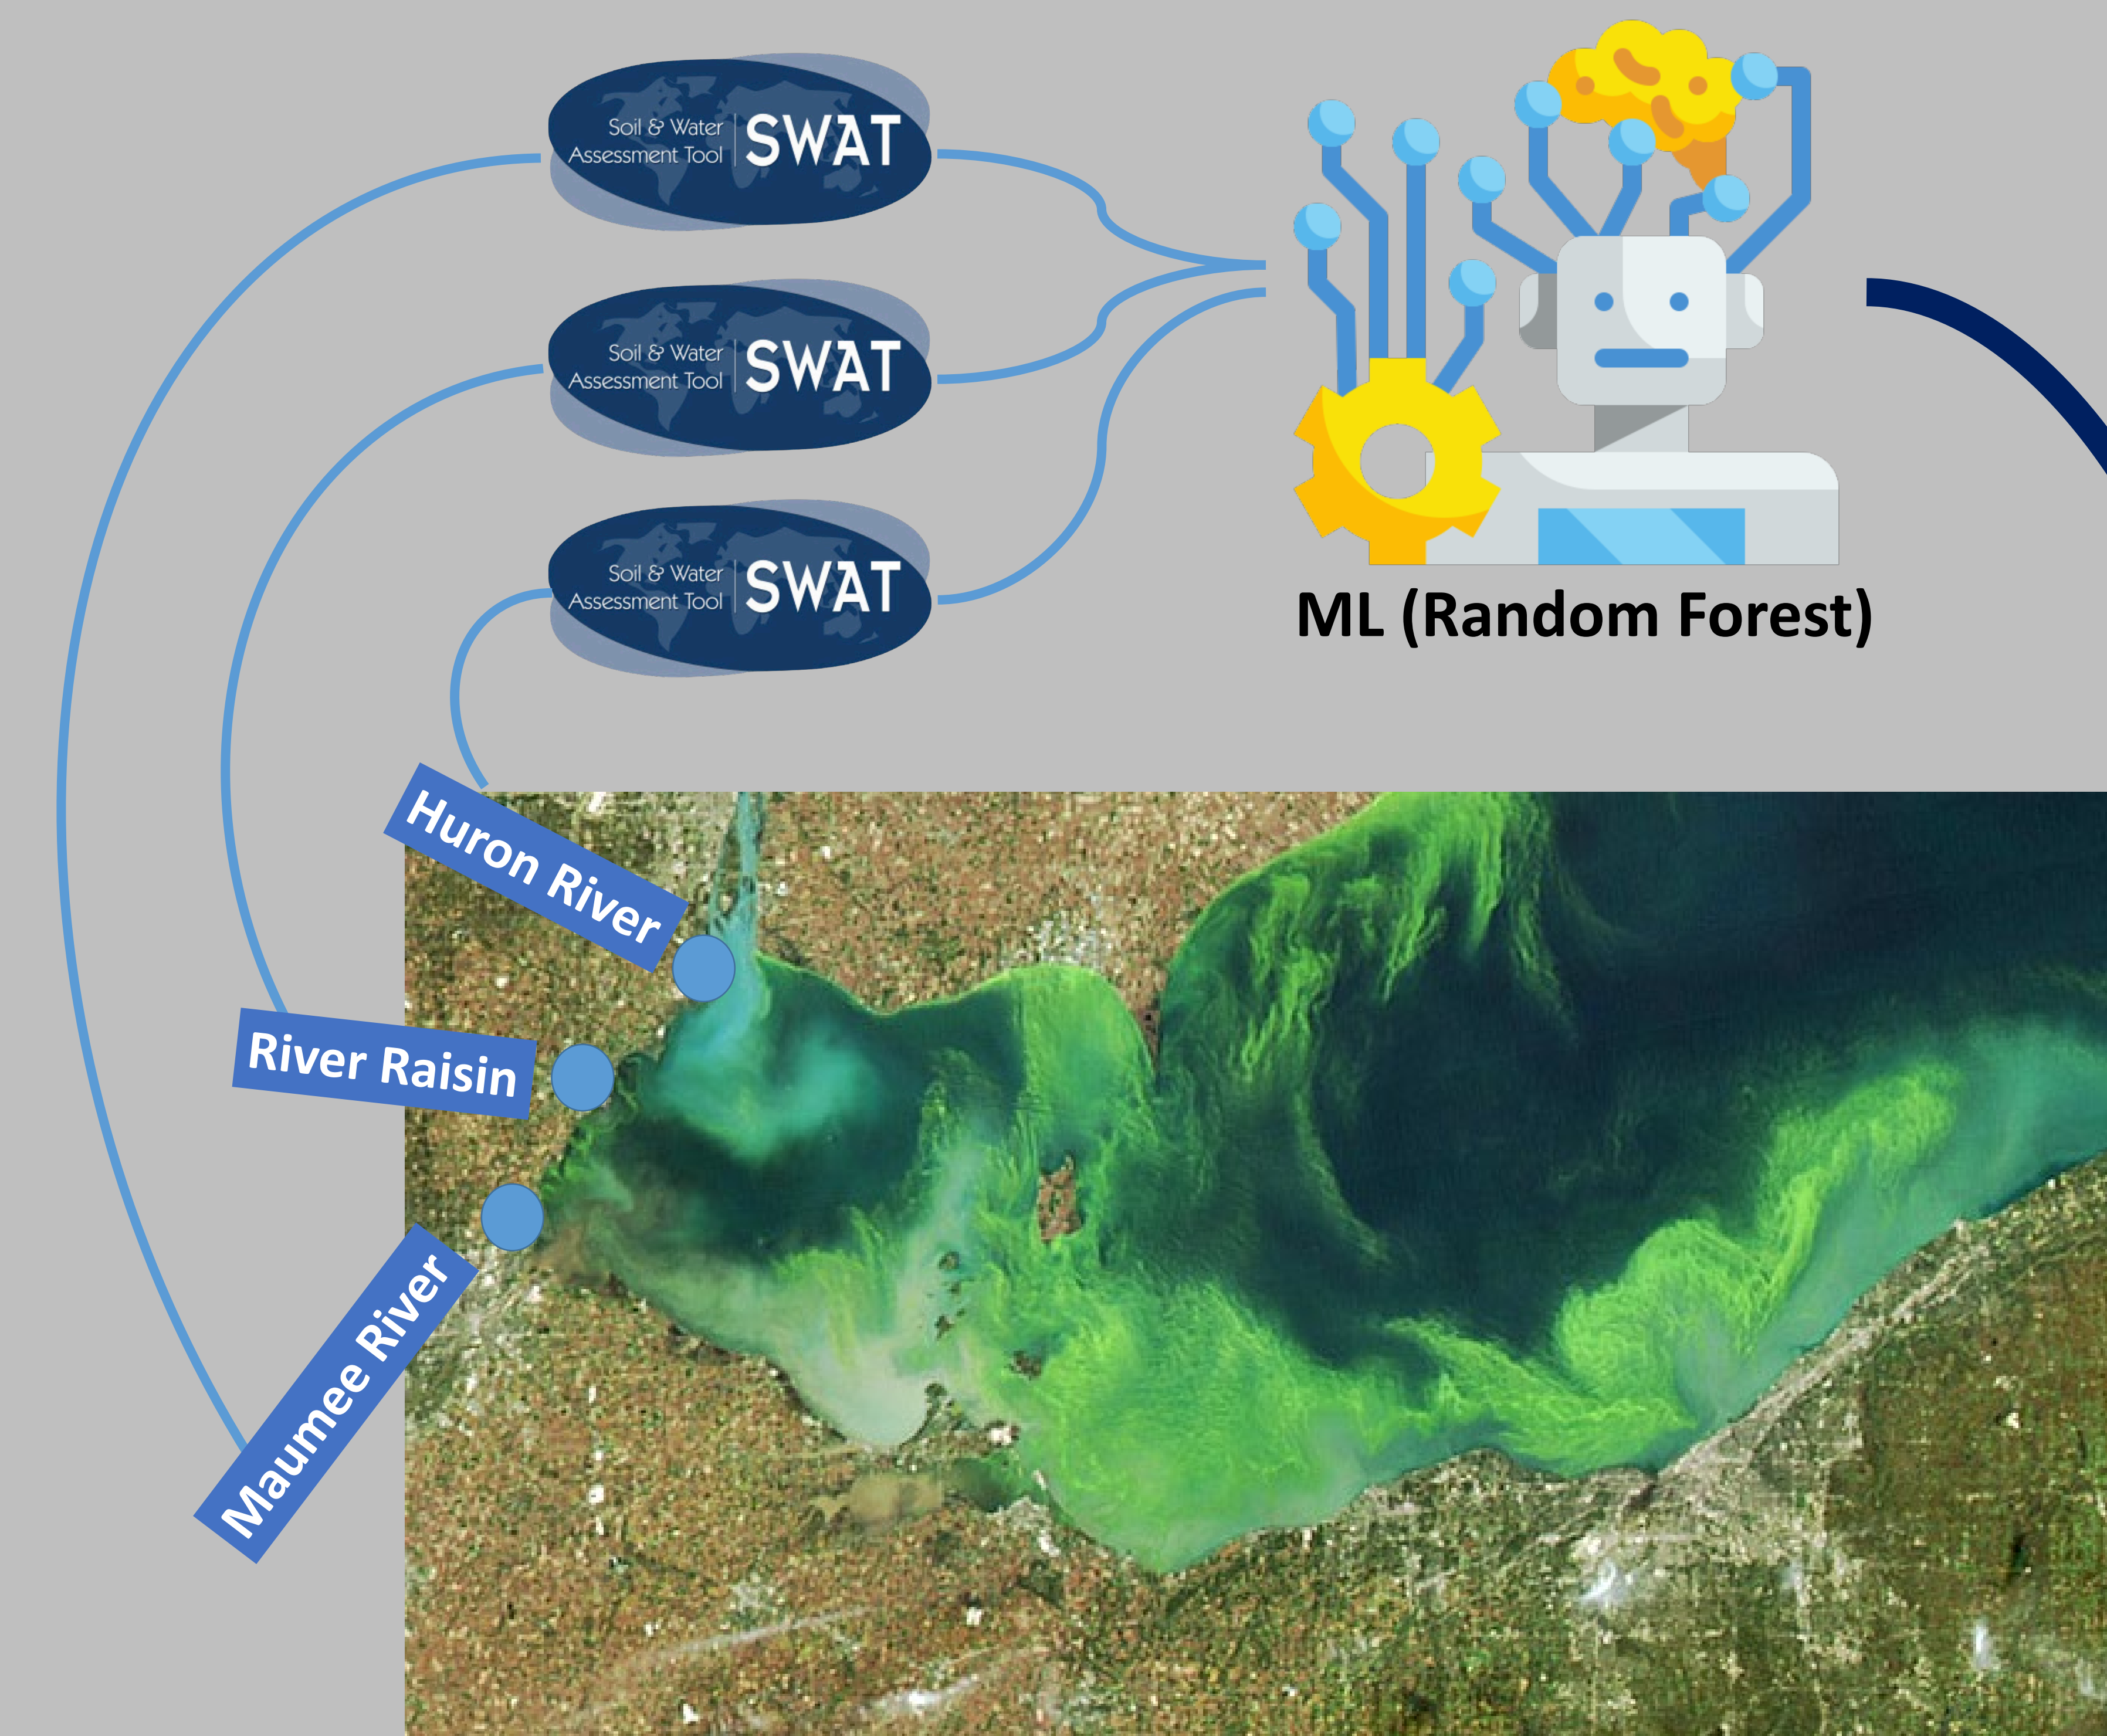 Soil & Water
Assessment Tool
SWAT
Soil & Water
Assessment Tool
SWAT
Soil & Water
Assessment Tool
SWAT
ML (Random Forest)
Huron River
River Raisin
Maumee River